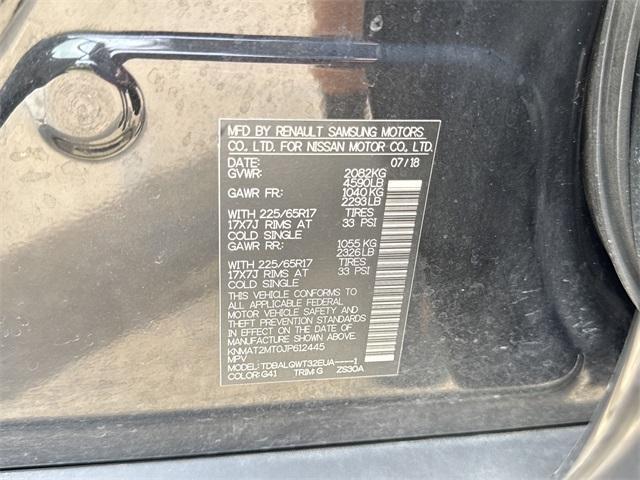 MFD BY RENAULT SAMSUNG MOTORS
CO., LTD. FOR NISSAN MOTOR CO., LTD.
DATE: 07/18
GVWR: 2082KG
4590LB
GAWR FR: 1040KG
2293LB
WITH 225/65R17 TIRES
17X7J RIMS AT 33 PSI
COLD SINGLE
GAWR RR: 1055 KG
2326LB
WITH 225/65R17 TIRES
17X7J RIMS AT 33 PSI
COLD SINGLE
THIS VEHICLE CONFORMS TO
ALL APPLICABLE FEDERAL
MOTOR VEHICLE SAFETY AND
THEFT PREVENTION STANDARDS
IN EFFECT ON THE DATE OF
MANUFACTURE SHOWN ABOVE.
KNMAT2MT0JP612445
MPV
MODEL: TDBALQWT32EUA----1
COLOR: G41 TRIM: G ZS30A